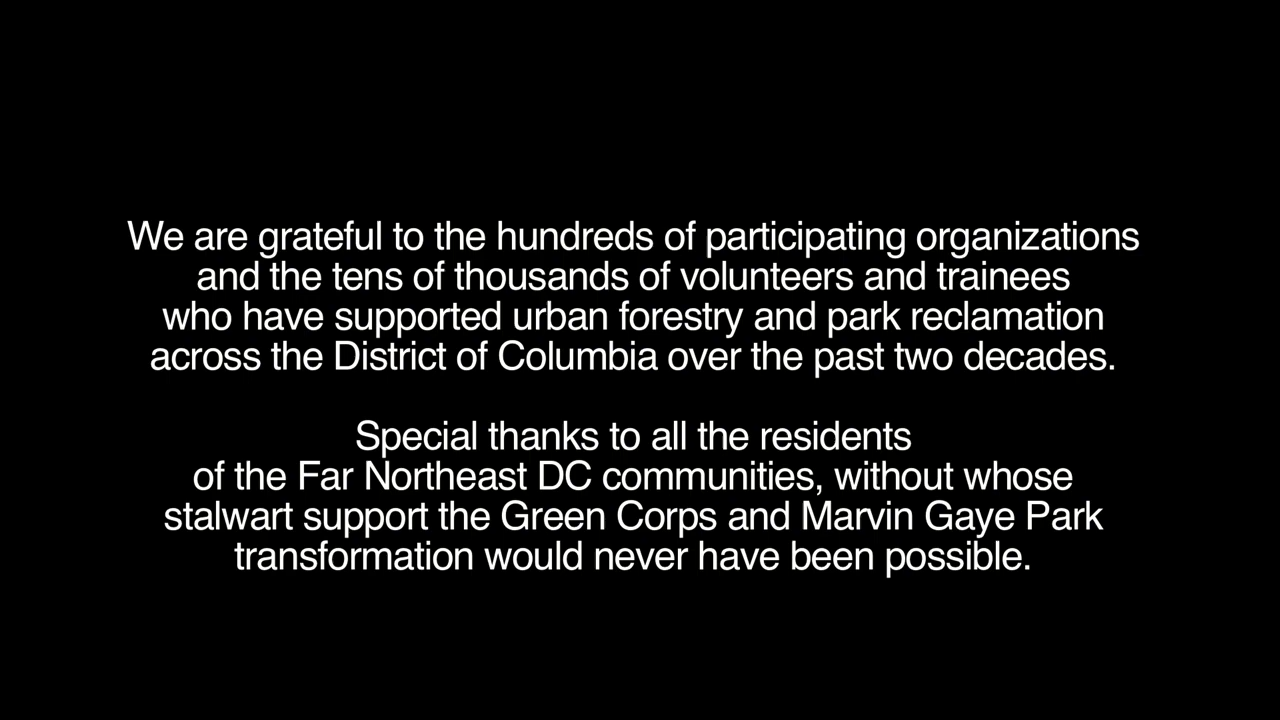 We are grateful to the hundreds of participating organizations
and the tens of thousands of volunteers and trainees
who have supported urban forestry and park reclamation
across the District of Columbia over the past two decades.
Special thanks to all the residents
of the Far Northeast DC communities, without whose
stalwart support the Green Corps and Marvin Gaye Park
transformation would never have been possible.